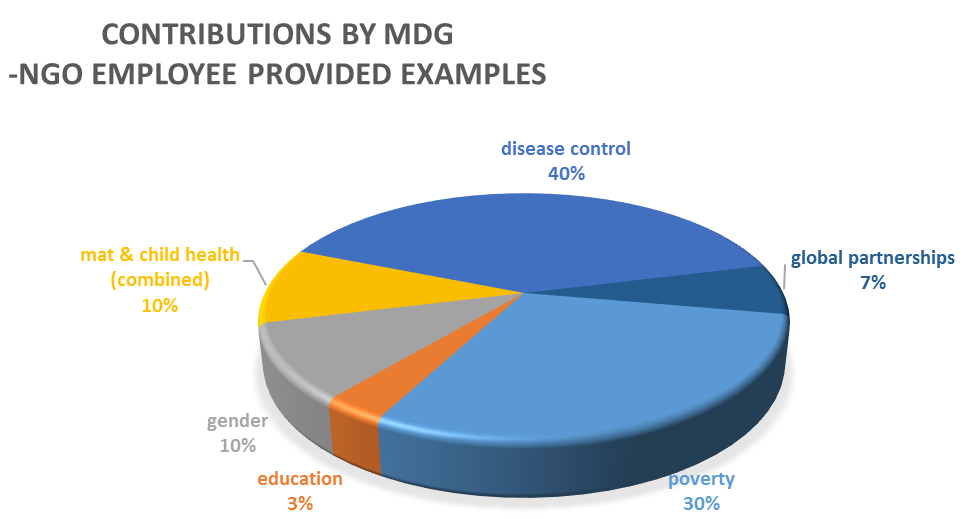 CONTRIBUTIONS BY MDG
-NGO EMPLOYEE PROVIDED EXAMPLES
disease control
40%
mat & child health
(combined)
10%
global partnerships
7%
gender
10%
education
3%
poverty
30%